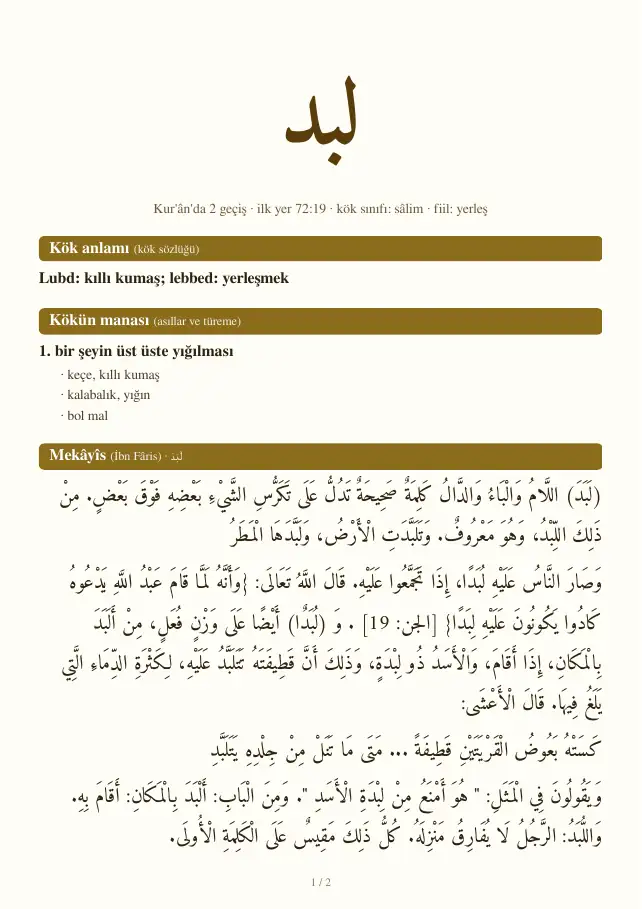 لبد
Kur'ân'da 2 geçiş · ilk yer 72:19 · kök sınıfı: sâlim · fiil: yerleş
Kök anlamı (kök sözlüğü)
Lubd: kıllı kumaş; lebbed: yerleşmek
Kökün manası (asıllar ve türeme)
1. bir şeyin üst üste yığılması
· keçe, kıllı kumaş
· kalabalık, yığın
· bol mal
Mekâyîs (İbn Fâris) · لبد
(لَبَدَ) اللَّامُ وَالْبَاءُ وَالدَّالُ كَلِمَةٌ صَحِيحَةٌ تَدُلُّ عَلَى تَكَرُّسِ الشَّيْءِ بَعْضِهِ فَوْقَ بَعْضٍ. مِنْ
ذَلِكَ اللِّبْدُ، وَهُوَ مَعْرُوفٌ. وَتَلَبَّدَتِ الْأَرْضُ، وَلَبَّدَهَا الْمَطَرُ
وَصَارَ النَّاسُ عَلَيْهِ لُبَدًا، إِذَا تَجَمَّعُوا عَلَيْهِ. قَالَ اللَّهُ تَعَالَى: {وَأَنَّهُ لَمَّا قَامَ عَبْدُ اللَّهِ يَدْعُوهُ
كَادُوا يَكُونُونَ عَلَيْهِ لِبَدًا} [الجن: 19] . وَ (لُبَدٌا) أَيْضًا عَلَى وَزْنِ فُعَلٍ، مِنْ أَلْبَدَ
بِالْمَكَانِ، إِذَا أَقَامَ، وَالْأَسَدُ ذُو لِبْدَةٍ، وَذَلِكَ أَنَّ قَطِيفَتَهُ تَتَلَبَّدُ عَلَيْهِ، لِكَثْرَةِ الدِّمَاءِ الَّتِي
يَلَغُ فِيهَا. قَالَ الْأَعْشَى:
كَسَتْهُ بَعُوضُ الْقَرْيَتَيْنِ قَطِيفَةً ... مَتَى مَا تَنَلْ مِنْ جِلْدِهِ يَتَلَبَّدِ
وَيَقُولُونَ فِي الْمَثَلِ: " هُوَ أَمْنَعُ مِنْ لِبْدَةِ الْأَسَدِ ". وَمِنَ الْبَابِ: أَلْبَدَ بِالْمَكَانِ: أَقَامَ بِهِ.
وَاللُّبَدُ: الرَّجُلُ لَا يُفَارِقُ مَنْزِلَهُ. كُلُّ ذَلِكَ مَقِيسٌ عَلَى الْكَلِمَةِ الْأُولَى.
1 / 2